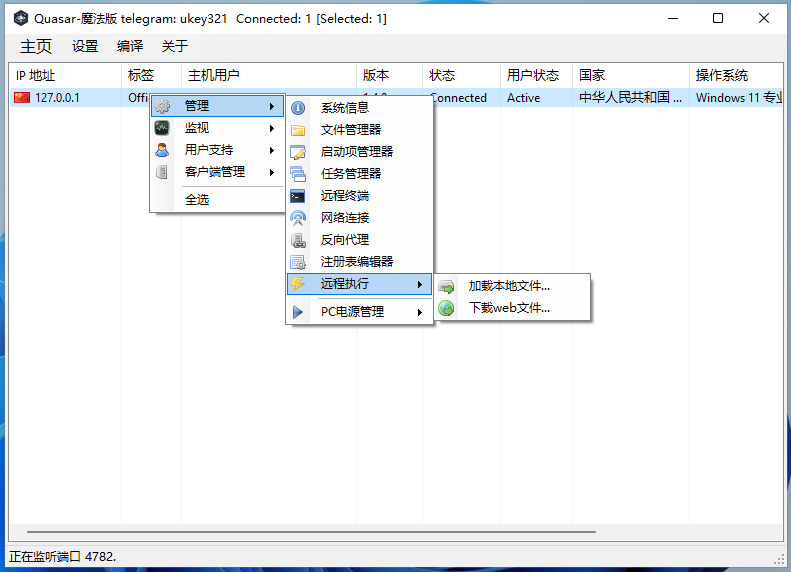 Quasar-魔法版 telegram: ukey321 Connected: 1 [Selected: 1]
主页 设置 编译 关于
IP 地址 标签 主机用户 版本 状态 用户状态 国家 操作系统
127.0.0.1 Offi Connected Active 中华人民共和国 ... Windows 11 专业
管理
监视
用户支持
客户端管理
全选
系统信息
文件管理器
启动项管理器
任务管理器
远程终端
网络连接
反向代理
注册表编辑器
远程执行
PC电源管理
加载本地文件...
下载web文件...
正在监听端口 4782.